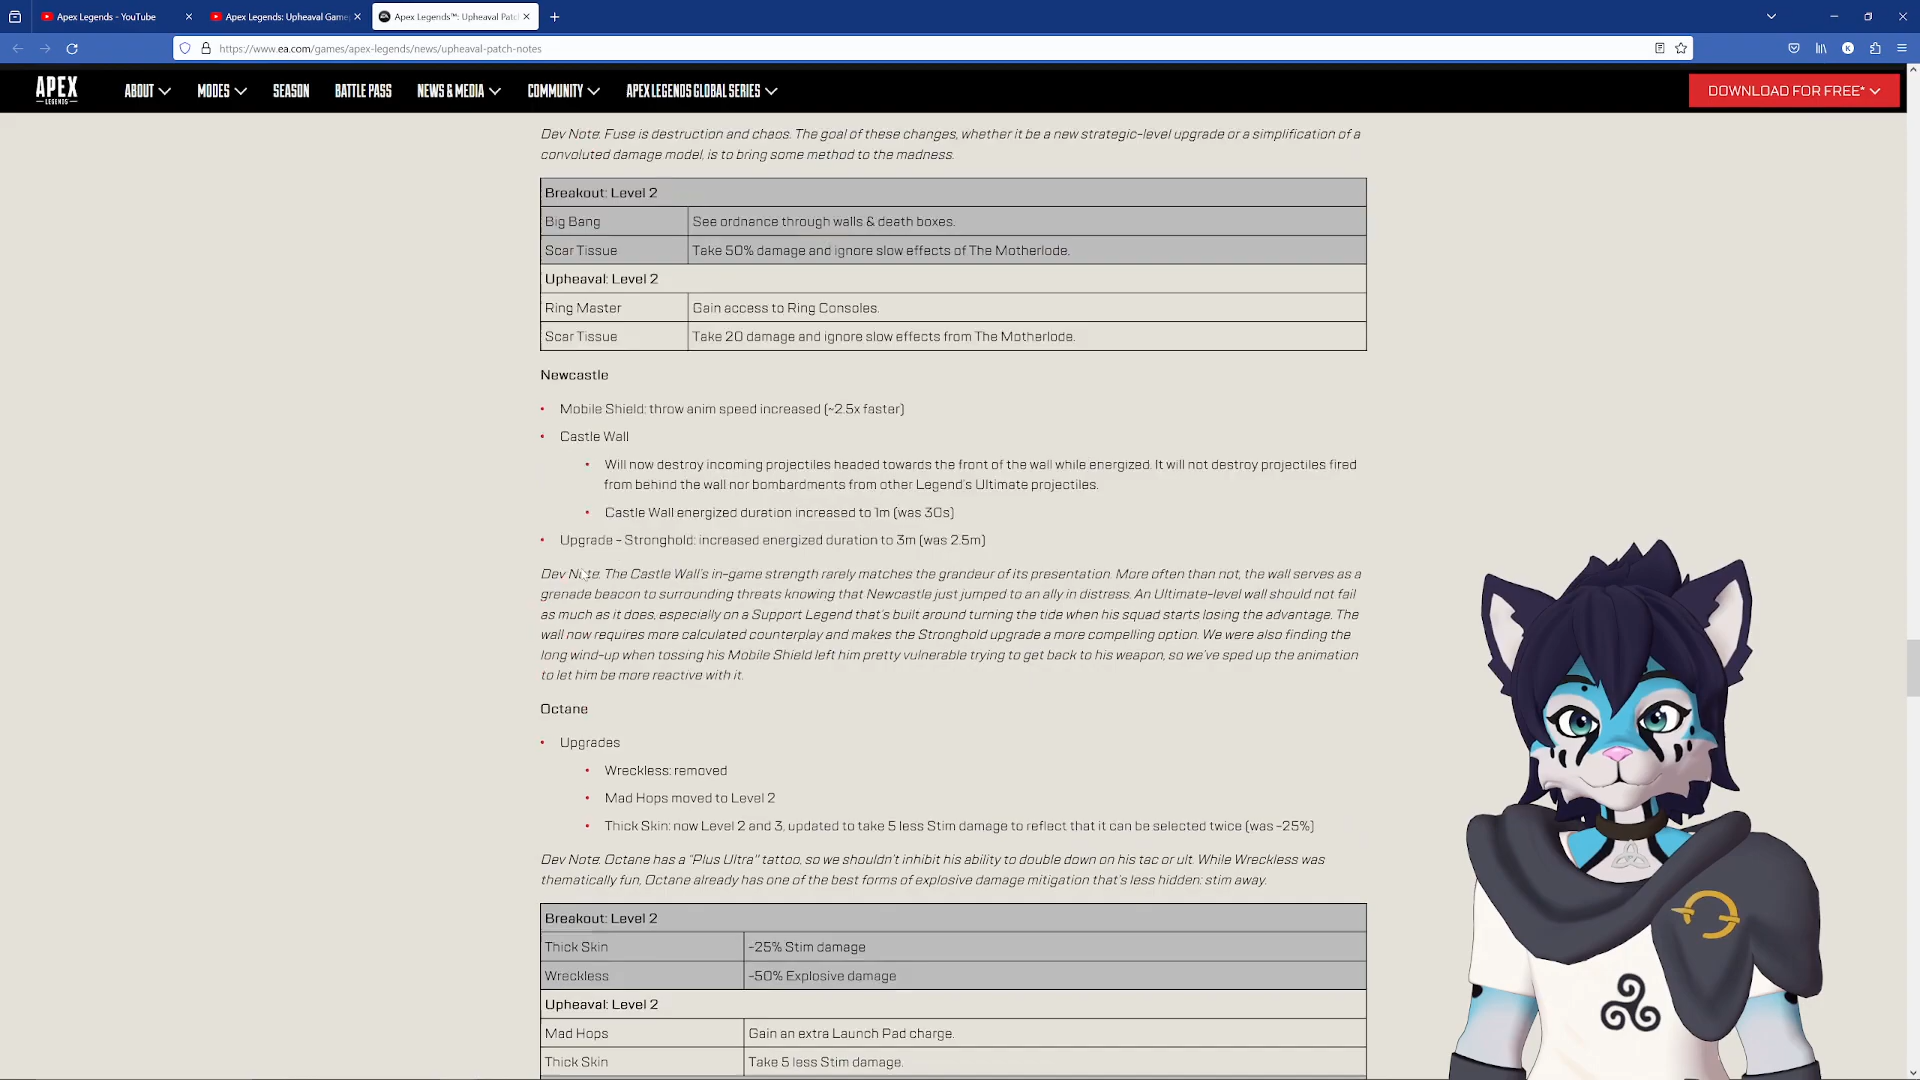 Apex Legends - YouTube
Apex Legends: Upheaval Game
Apex Legends™: Upheaval Patc
https://www.ea.com/games/apex-legends/news/upheaval-patch-notes
K
APEX
LEGENDS
ABOUT
MODES
SEASON
BATTLE PASS
NEWS & MEDIA
COMMUNITY
APEX LEGENDS GLOBAL SERIES
DOWNLOAD FOR FREE*
Dev Note: Fuse is destruction and chaos. The goal of these changes, whether it be a new strategic-level upgrade or a simplification of a
convoluted damage model, is to bring some method to the madness.
Breakout: Level 2
Big Bang See ordnance through walls & death boxes.
Scar Tissue Take 50% damage and ignore slow effects of The Motherlode.
Upheaval: Level 2
Ring Master Gain access to Ring Consoles.
Scar Tissue Take 20 damage and ignore slow effects from The Motherlode.
Newcastle
• Mobile Shield: throw anim speed increased (~2.5x faster)
• Castle Wall
• Will now destroy incoming projectiles headed towards the front of the wall while energized. It will not destroy projectiles fired
from behind the wall nor bombardments from other Legend's Ultimate projectiles.
• Castle Wall energized duration increased to 1m (was 30s)
• Upgrade - Stronghold: increased energized duration to 3m (was 2.5m)
Dev Note: The Castle Wall's in-game strength rarely matches the grandeur of its presentation. More often than not, the wall serves as a
grenade beacon to surrounding threats knowing that Newcastle just jumped to an ally in distress. An Ultimate-level wall should not fail
as much as it does, especially on a Support Legend that's built around turning the tide when his squad starts losing the advantage. The
wall now requires more calculated counterplay and makes the Stronghold upgrade a more compelling option. We were also finding the
long wind-up when tossing his Mobile Shield left him pretty vulnerable trying to get back to his weapon, so we've sped up the animation
to let him be more reactive with it.
Octane
• Upgrades
• Wreckless: removed
• Mad Hops moved to Level 2
• Thick Skin: now Level 2 and 3, updated to take 5 less Stim damage to reflect that it can be selected twice (was -25%)
Dev Note: Octane has a "Plus Ultra" tattoo, so we shouldn't inhibit his ability to double down on his tac or ult. While Wreckless was
thematically fun, Octane already has one of the best forms of explosive damage mitigation that's less hidden: stim away.
Breakout: Level 2
Thick Skin -25% Stim damage
Wreckless -50% Explosive damage
Upheaval: Level 2
Mad Hops Gain an extra Launch Pad charge.
Thick Skin Take 5 less Stim damage.